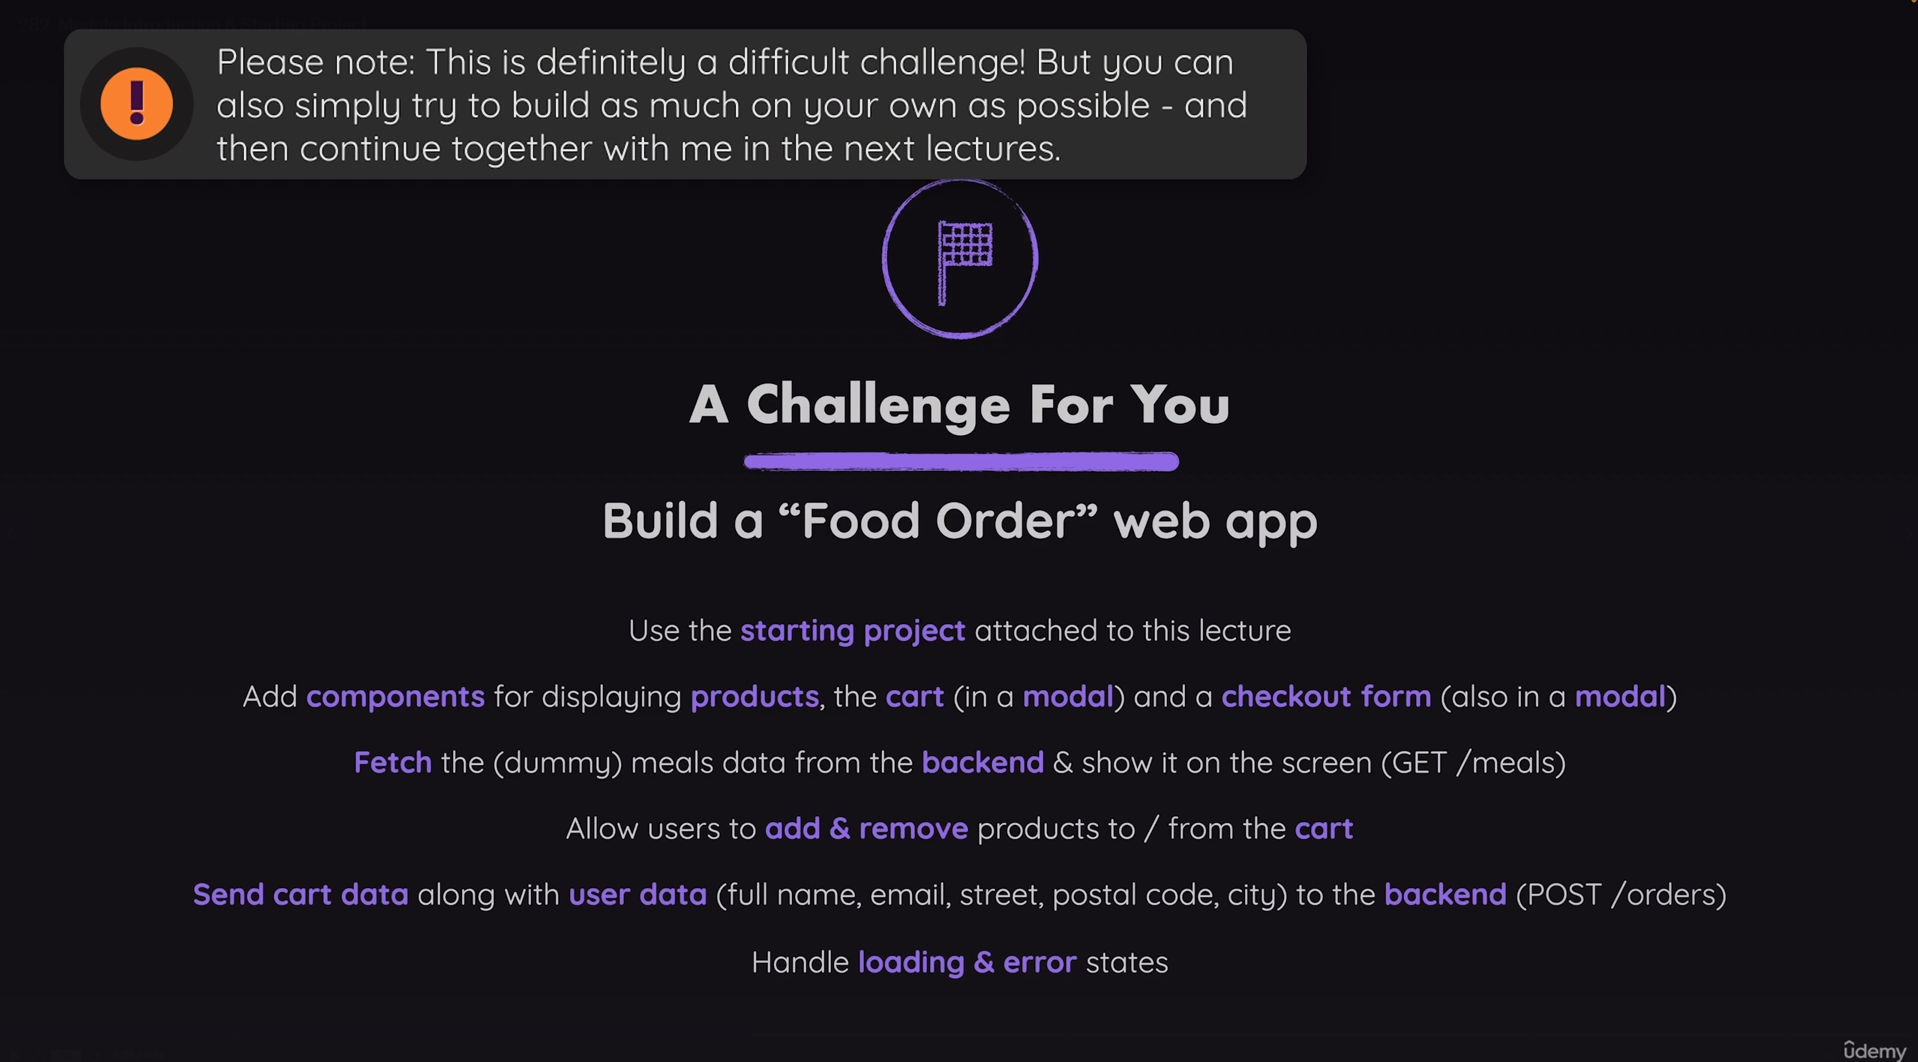 Please note: This is definitely a difficult challenge! But you can
also simply try to build as much on your own as possible - and
then continue together with me in the next lectures.
A Challenge For You
Build a “Food Order” web app
Use the starting project attached to this lecture
Add components for displaying products, the cart (in a modal) and a checkout form (also in a modal)
Fetch the (dummy) meals data from the backend & show it on the screen (GET /meals)
Allow users to add & remove products to / from the cart
Send cart data along with user data (full name, email, street, postal code, city) to the backend (POST /orders)
Handle loading & error states
ûdemy